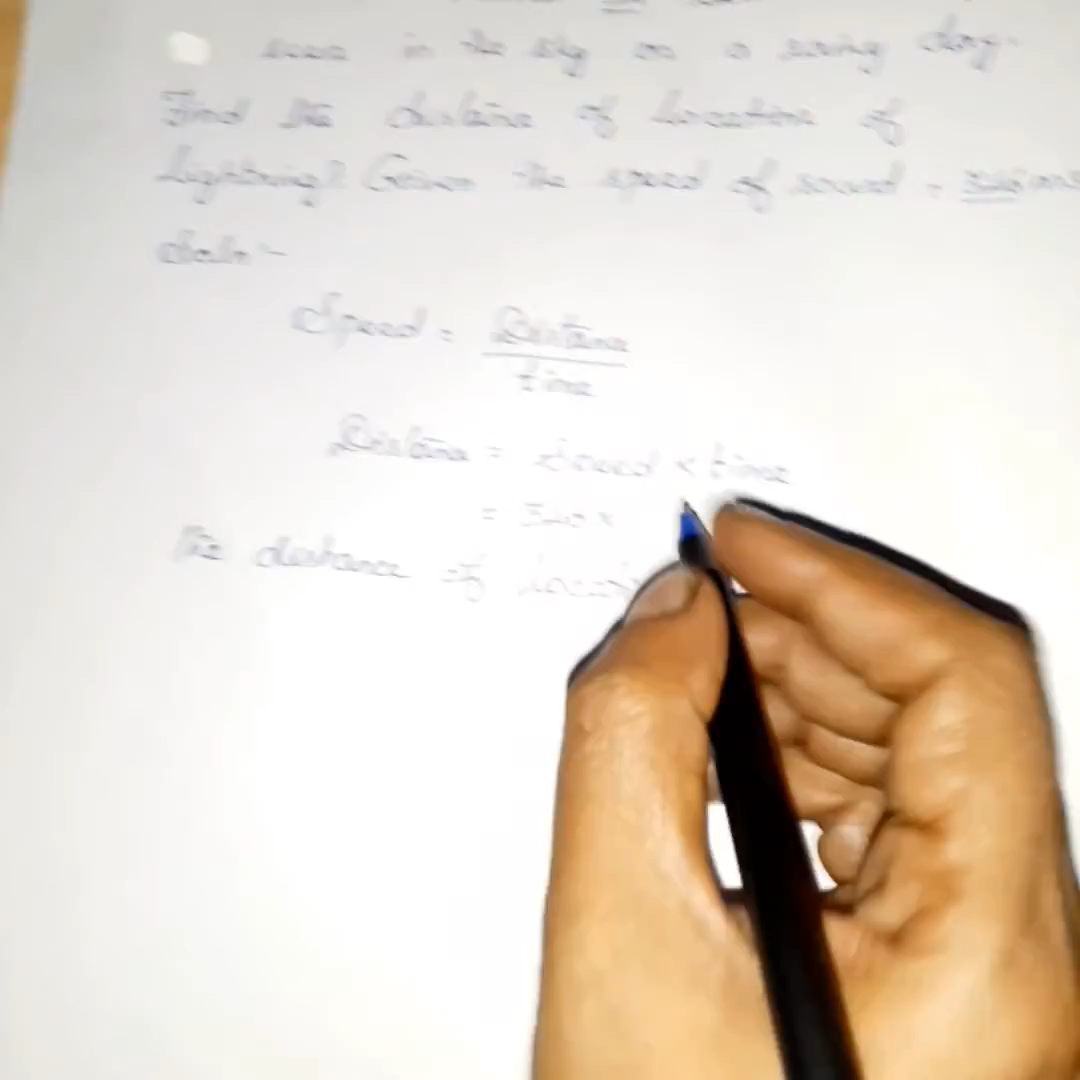 in the sky on a rainy day.
Find the distance of location of
Lightning? Given the speed of sound =
Soln:-
Speed = Distance
time
Distance = Speed × time
= 340 ×
The distance of locati